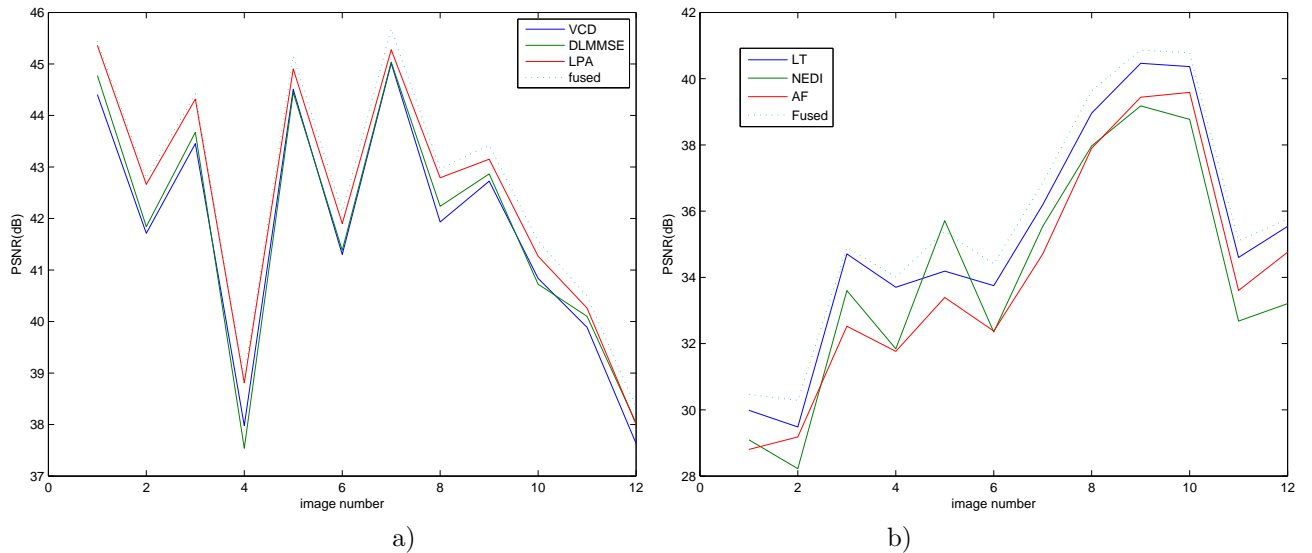 46
45
44
43
42
41
40
39
38
37
0 2 4 6 8 10 12
PSNR(dB)
image number
VCD
DLMMSE
LPA
fused
a)
42
40
38
36
34
32
30
28
0 2 4 6 8 10 12
PSNR(dB)
image number
LT
NEDI
AF
Fused
b)